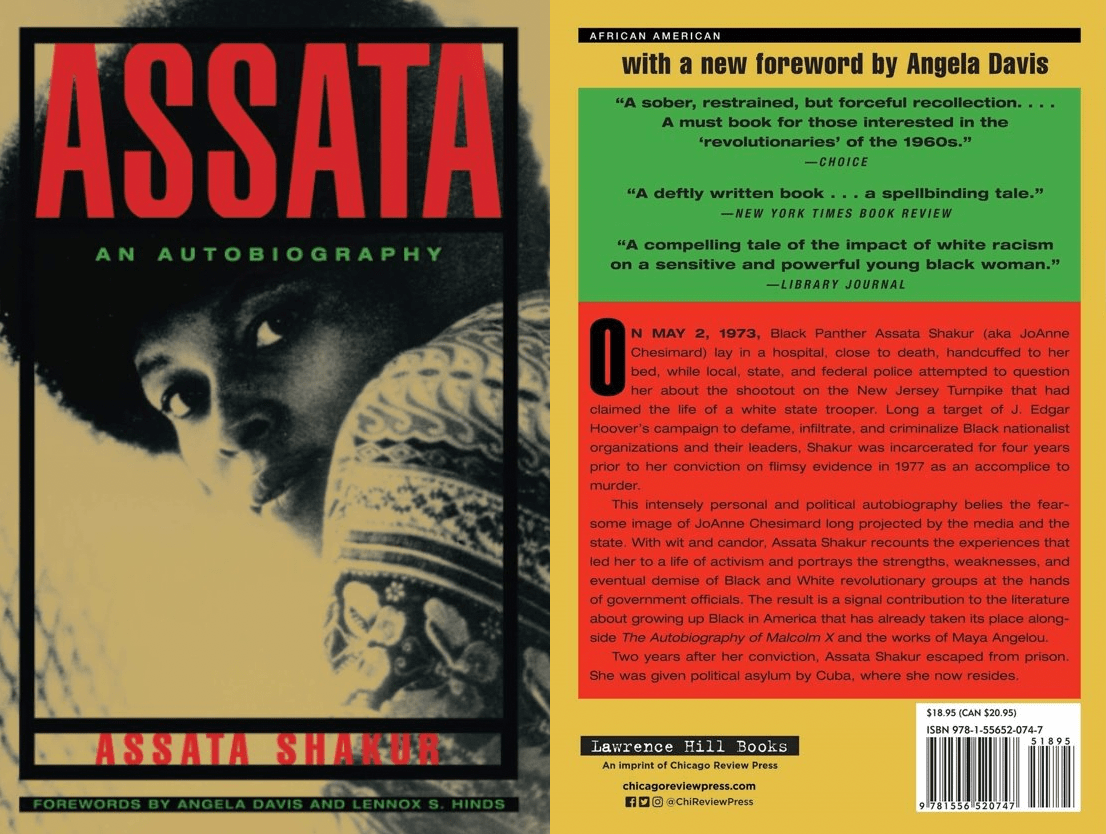 ASSATA
AN AUTOBIOGRAPHY
ASSATA SHAKUR
FOREWORDS BY ANGELA DAVIS AND LENNOX S. HINDS
AFRICAN AMERICAN
with a new foreword by Angela Davis
“A sober, restrained, but forceful recollection. . . .
A must book for those interested in the
‘revolutionaries’ of the 1960s.”
—CHOICE
“A deftly written book . . . a spellbinding tale.”
—NEW YORK TIMES BOOK REVIEW
“A compelling tale of the impact of white racism
on a sensitive and powerful young black woman.”
—LIBRARY JOURNAL
ON MAY 2, 1973, Black Panther Assata Shakur (aka JoAnne
Chesimard) lay in a hospital, close to death, handcuffed to her
bed, while local, state, and federal police attempted to question
her about the shootout on the New Jersey Turnpike that had
claimed the life of a white state trooper. Long a target of J. Edgar
Hoover’s campaign to defame, infiltrate, and criminalize Black nationalist
organizations and their leaders, Shakur was incarcerated for four years
prior to her conviction on flimsy evidence in 1977 as an accomplice to
murder.
This intensely personal and political autobiography belies the fear-
some image of JoAnne Chesimard long projected by the media and the
state. With wit and candor, Assata Shakur recounts the experiences that
led her to a life of activism and portrays the strengths, weaknesses, and
eventual demise of Black and White revolutionary groups at the hands
of government officials. The result is a signal contribution to the literature
about growing up Black in America that has already taken its place along-
side The Autobiography of Malcolm X and the works of Maya Angelou.
Two years after her conviction, Assata Shakur escaped from prison.
She was given political asylum by Cuba, where she now resides.
Lawrence Hill Books
An imprint of Chicago Review Press
chicagoreviewpress.com
@ChiReviewPress
$18.95 (CAN $20.95)
ISBN 978-1-55652-074-7
51895
9 781556 520747